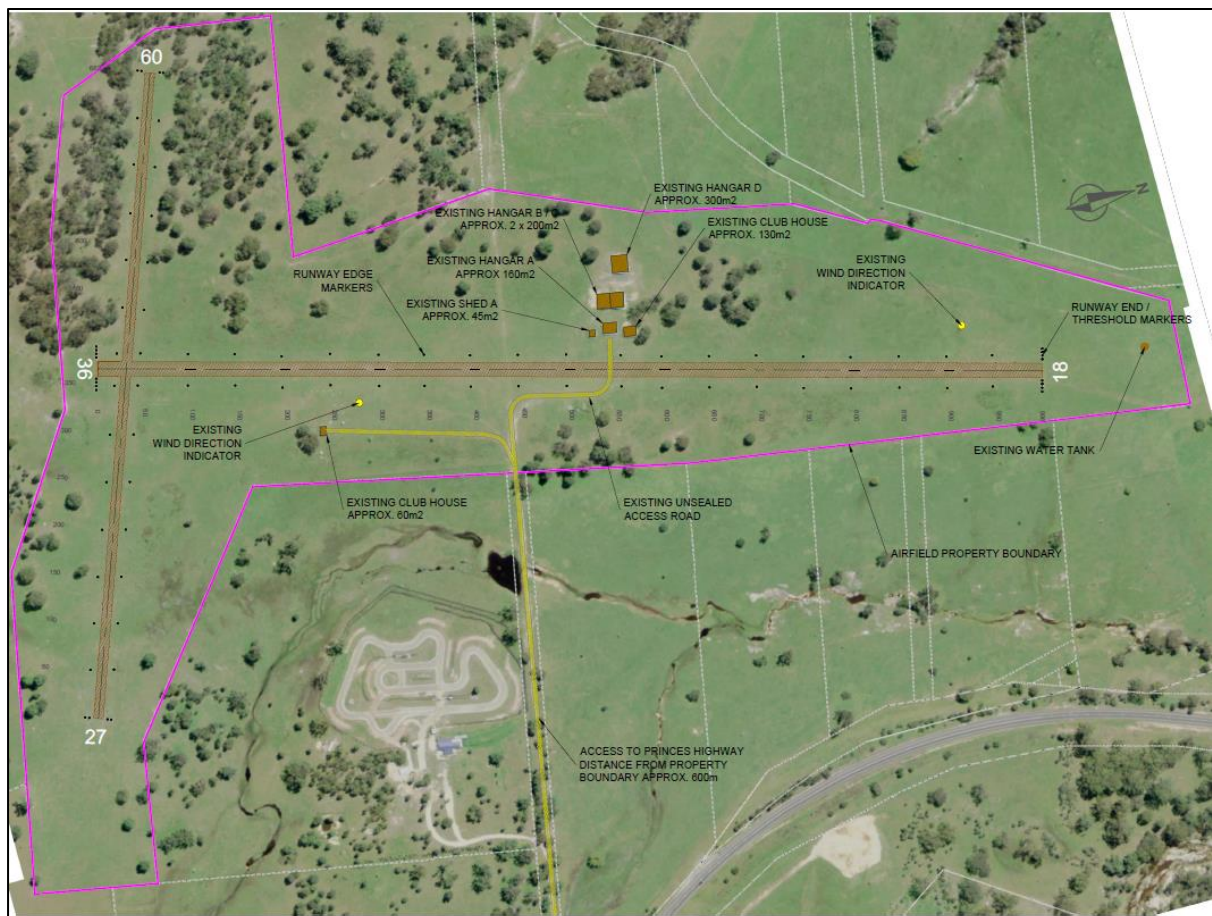 09
N
EXISTING HANGAR D
APPROX. 300m2
EXISTING HANGAR B / C
APPROX. 2 x 200m2
EXISTING CLUB HOUSE
APPROX. 130m2
EXISTING HANGAR A
APPROX 160m2
EXISTING
WIND DIRECTION
INDICATOR
RUNWAY EDGE
MARKERS
EXISTING SHED A
APPROX. 45m2
RUNWAY END /
THRESHOLD MARKERS
36
18
EXISTING
WIND DIRECTION
INDICATOR
EXISTING WATER TANK
EXISTING CLUB HOUSE
APPROX. 60m2
EXISTING UNSEALED
ACCESS ROAD
AIRFIELD PROPERTY BOUNDARY
27
ACCESS TO PRINCES HIGHWAY
DISTANCE FROM PROPERTY
BOUNDARY APPROX. 600m